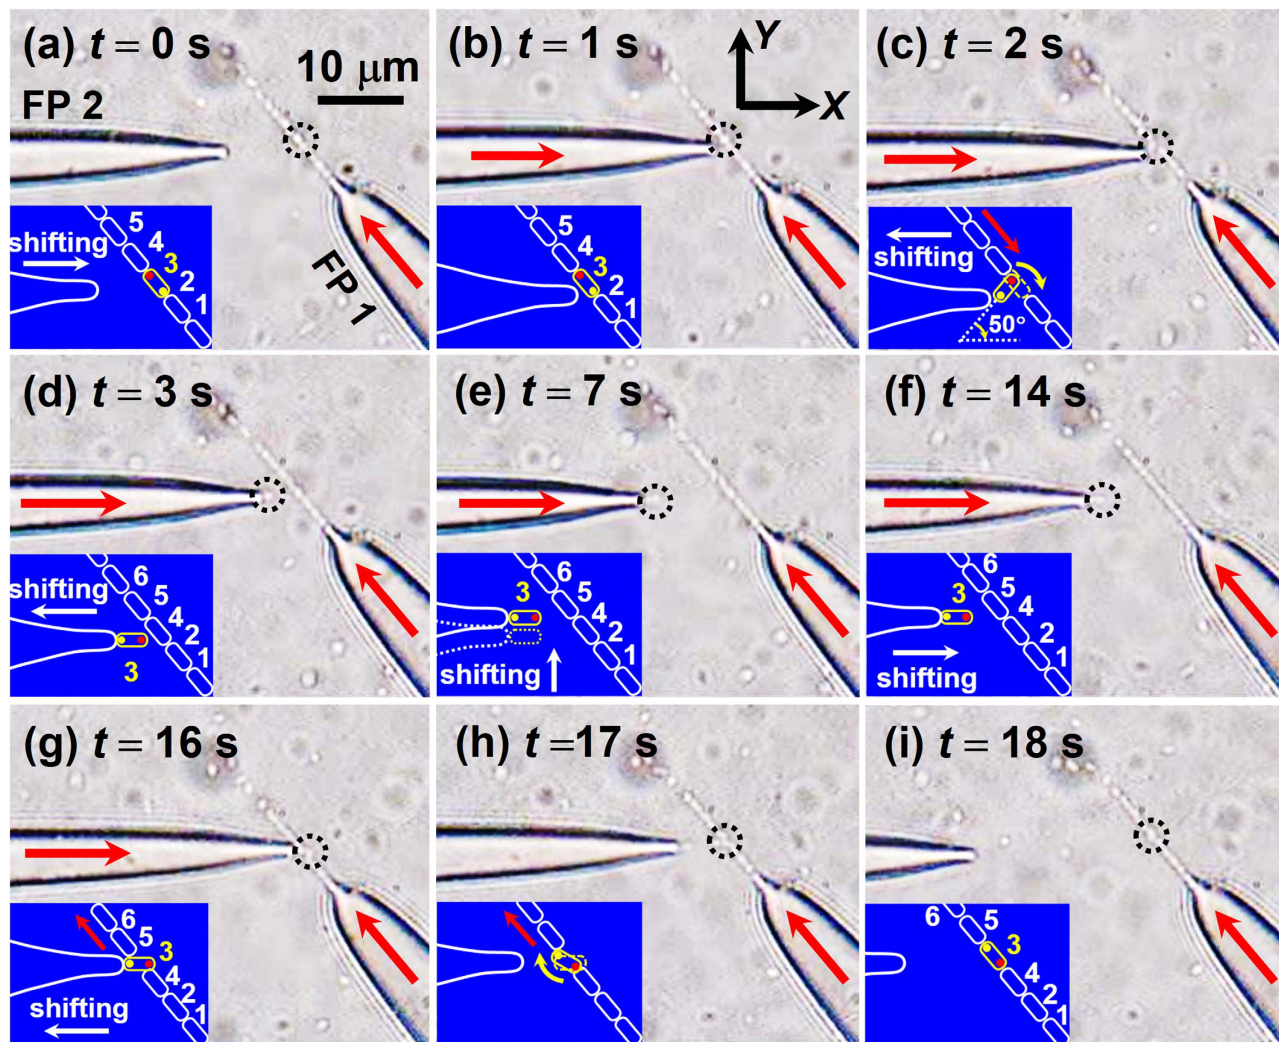 (a) t = 0 s
10 μm
FP 2
FP 1
shifting
5
4
3
2
1
(b) t = 1 s
Y
X
5
4
3
2
1
(c) t = 2 s
shifting
50°
(d) t = 3 s
shifting
6
5
4
2
1
3
(e) t = 7 s
6
5
3
4
2
1
shifting
(f) t = 14 s
6
5
3
4
2
1
shifting
(g) t = 16 s
6
5
3
4
2
1
shifting
(h) t =17 s
(i) t = 18 s
6
5
3
4
2
1